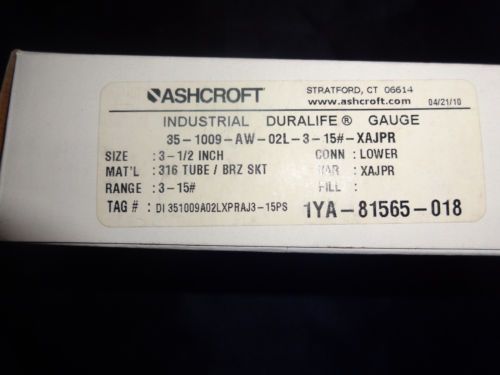 ASHCROFT
STRATFORD, CT 06614
www.ashcroft.com 04/21/10
INDUSTRIAL DURALIFE® GAUGE
35-1009-AW-02L-3-15#-XAJPR
SIZE : 3-1/2 INCH CONN : LOWER
MAT'L : 316 TUBE / BRZ SKT VAR : XAJPR
RANGE : 3-15# FILL :
TAG # : DI 351009A02LXPRAJ3-15PS 1YA-81565-018